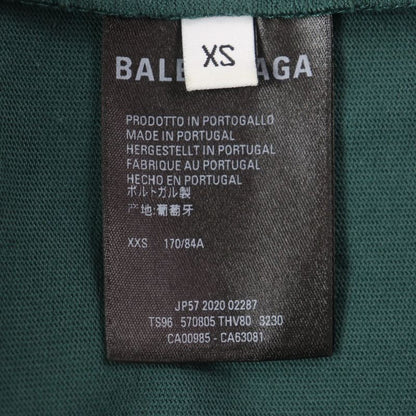 XS
BALENCIAGA
PRODOTTO IN PORTOGALLO
MADE IN PORTUGAL
HERGESTELLT IN PORTUGAL
FABRIQUE AU PORTUGAL
HECHO EN PORTUGAL
ポルトガル製
产地:葡萄牙
XXS 170/84A
JP57 2020 02287
TS96 570805 THV80 3230
CA00985 - CA63081